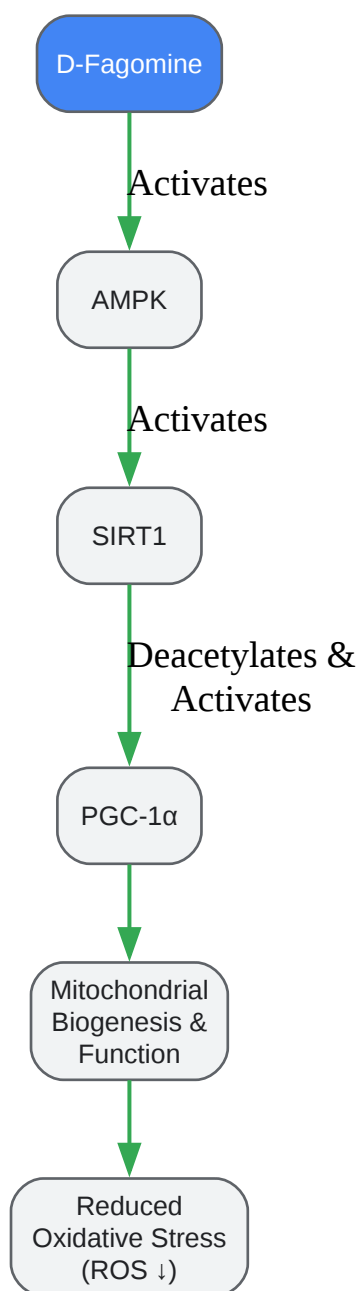 D-Fagomine
Activates
AMPK
Activates
SIRT1
Deacetylates &
Activates
PGC-1α
Mitochondrial
Biogenesis &
Function
Reduced
Oxidative Stress
(ROS ↓)